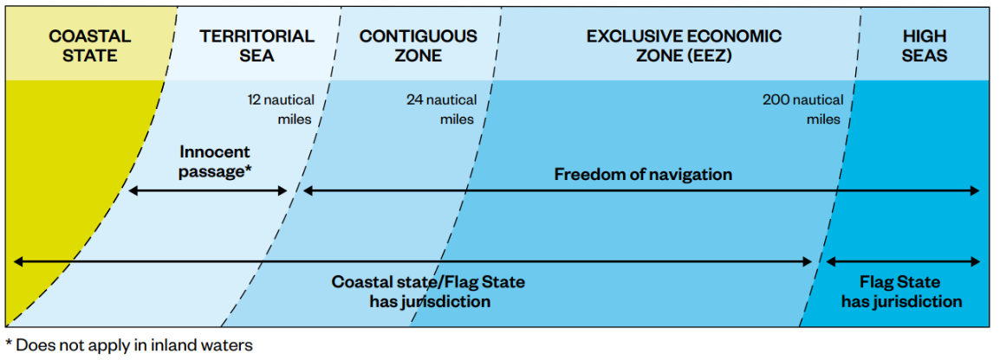 COASTAL
STATE
TERRITORIAL
SEA
CONTIGUOUS
ZONE
EXCLUSIVE ECONOMIC
ZONE (EEZ)
HIGH
SEAS
12 nautical
miles
24 nautical
miles
200 nautical
miles
Innocent
passage*
Freedom of navigation
Coastal state/Flag State
has jurisdiction
Flag State
has jurisdiction
* Does not apply in inland waters